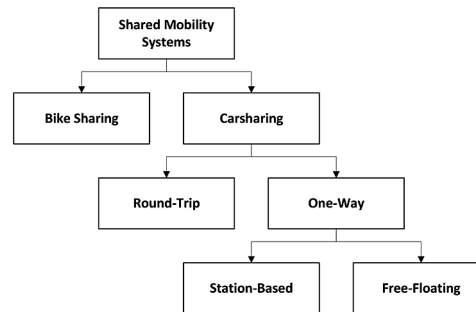 Shared Mobility
Systems
Bike Sharing
Carsharing
Round-Trip
One-Way
Station-Based
Free-Floating